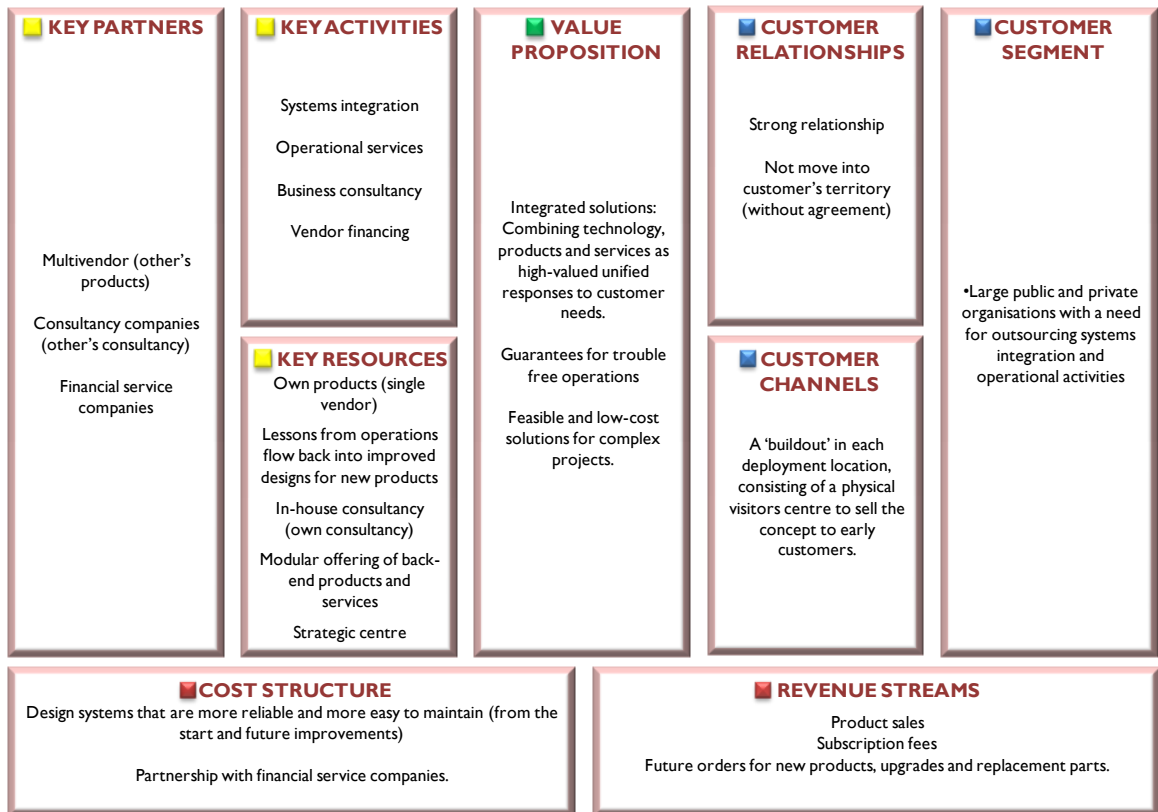 KEY PARTNERS
Multivendor (other's
products)
Consultancy companies
(other's consultancy)
Financial service
companies
KEY ACTIVITIES
Systems integration
Operational services
Business consultancy
Vendor financing
KEY RESOURCES
Own products (single
vendor)
Lessons from operations
flow back into improved
designs for new products
In-house consultancy
(own consultancy)
Modular offering of back-
end products and
services
Strategic centre
VALUE
PROPOSITION
Integrated solutions:
Combining technology,
products and services as
high-valued unified
responses to customer
needs.
Guarantees for trouble
free operations
Feasible and low-cost
solutions for complex
projects.
CUSTOMER
RELATIONSHIPS
Strong relationship
Not move into
customer's territory
(without agreement)
CUSTOMER
CHANNELS
A 'buildout' in each
deployment location,
consisting of a physical
visitors centre to sell the
concept to early
customers.
CUSTOMER
SEGMENT
•Large public and private
organisations with a need
for outsourcing systems
integration and
operational activities
COST STRUCTURE
Design systems that are more reliable and more easy to maintain (from the
start and future improvements)
Partnership with financial service companies.
REVENUE STREAMS
Product sales
Subscription fees
Future orders for new products, upgrades and replacement parts.